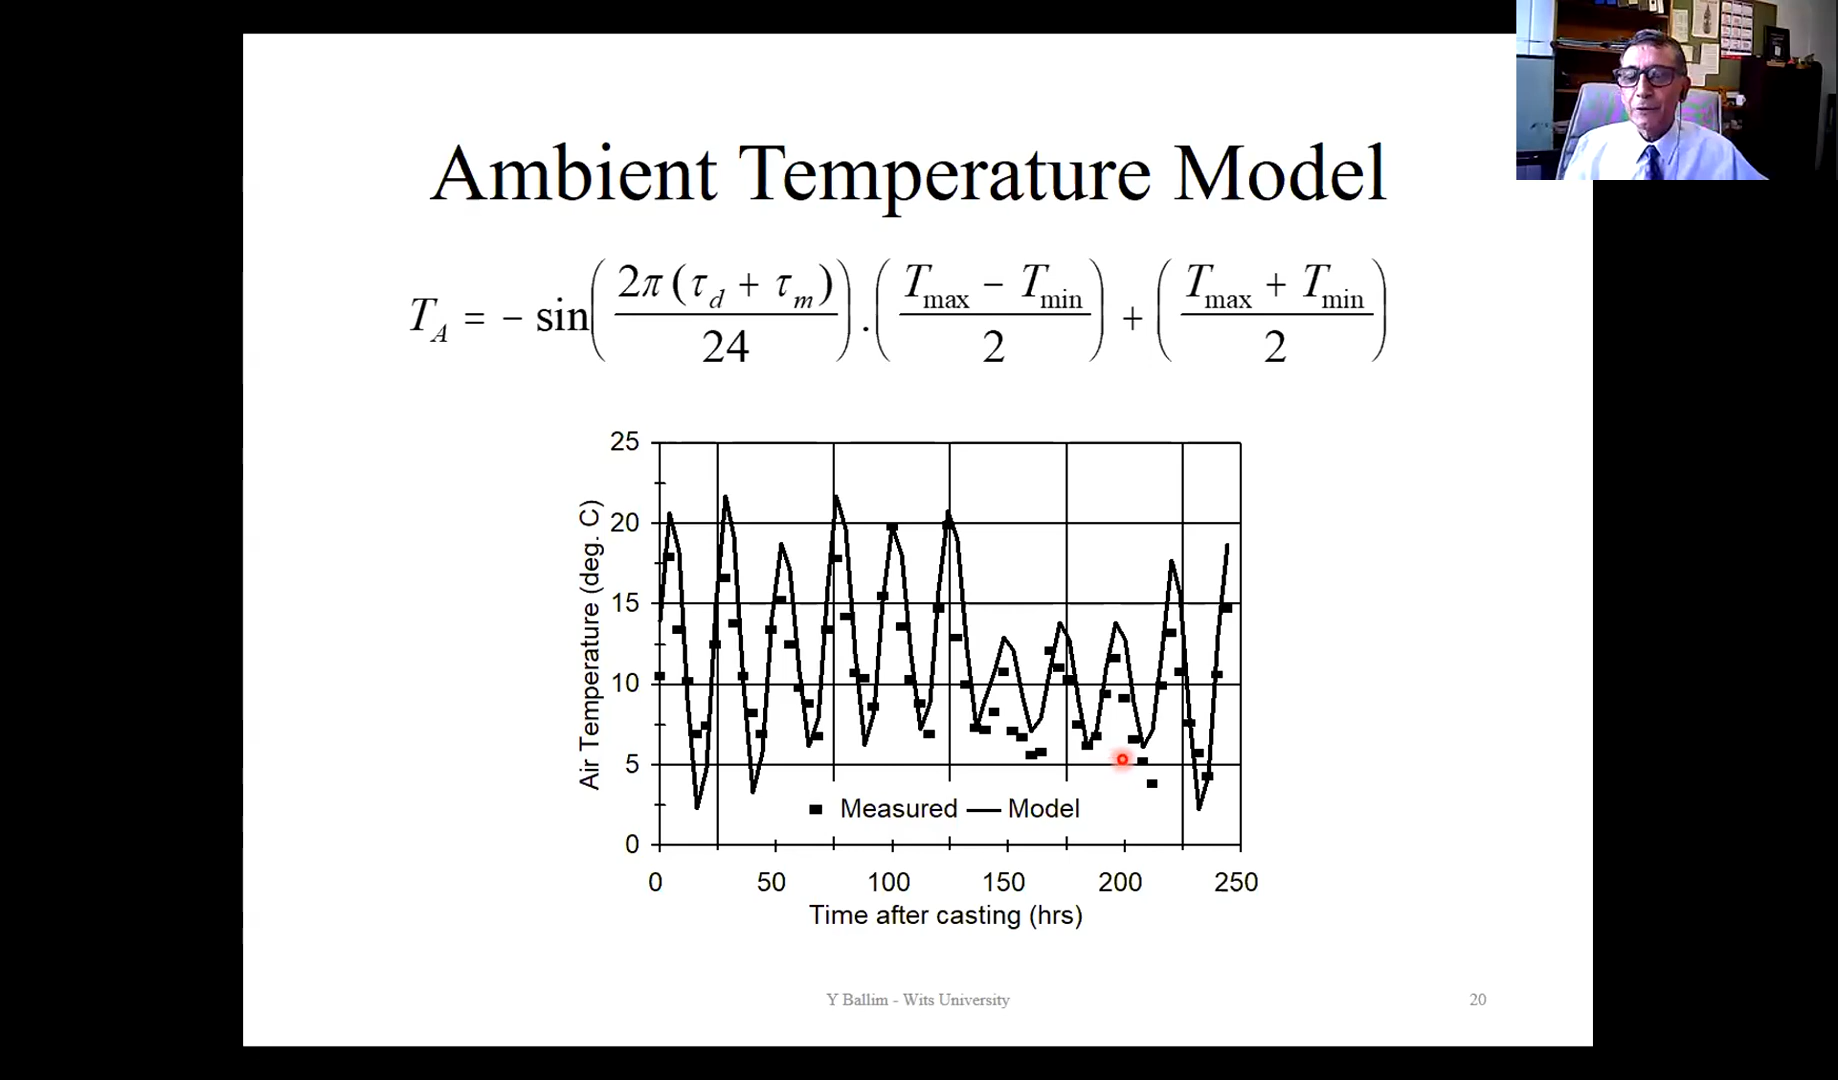 Ambient Temperature Model
T_A = − sin(2π(τ_d + τ_m)/24).((T_max − T_min)/2) + ((T_max + T_min)/2)
25
20
15
10
5
0
Air Temperature (deg. C)
Measured — Model
0 50 100 150 200 250
Time after casting (hrs)
Y Ballim - Wits University 20